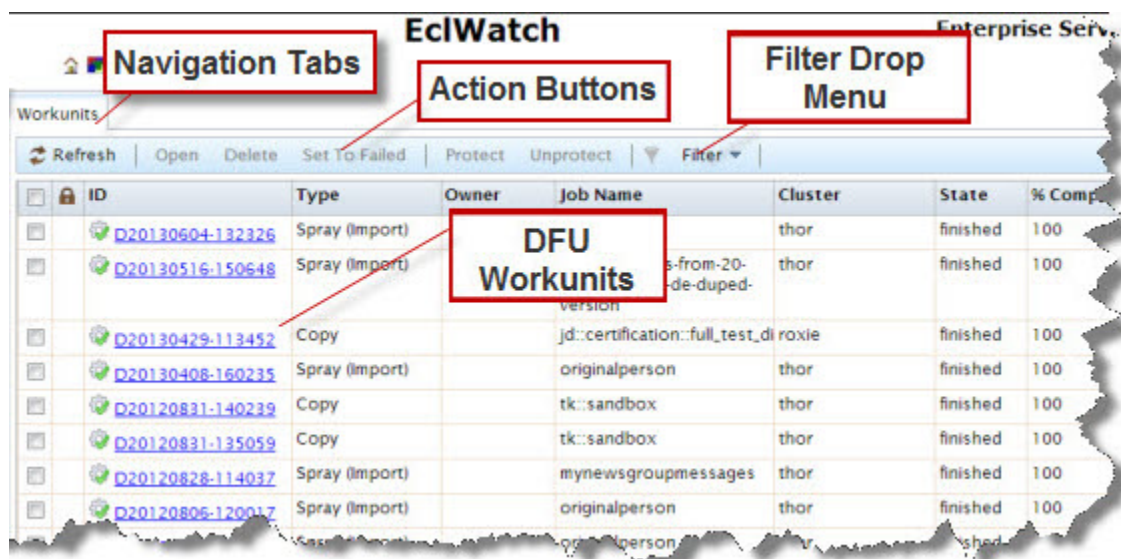 EclWatch
Navigation Tabs
Action Buttons
Filter Drop
Menu
Workunits
Refresh Open Delete Set To Failed Protect Unprotect Filter
ID Type Owner Job Name Cluster State
D20130604-132326 Spray (Import) thor finished 100
DFU
Workunits
D20130516-150648 Spray (Import) s-from-20- thor finished 100
-de-duped-
version
D20130429-113452 Copy jd::certification::full_test_di roxie finished 100
D20130408-160235 Spray (Import) originalperson thor finished 100
D20120831-140239 Copy tk::sandbox thor finished 100
D20120831-135059 Copy tk::sandbox thor finished 100
D20120828-114037 Spray (Import) mynewsgroupmessages thor finished 100
D20120806-120017 Spray (Import) originalperson thor finished 100